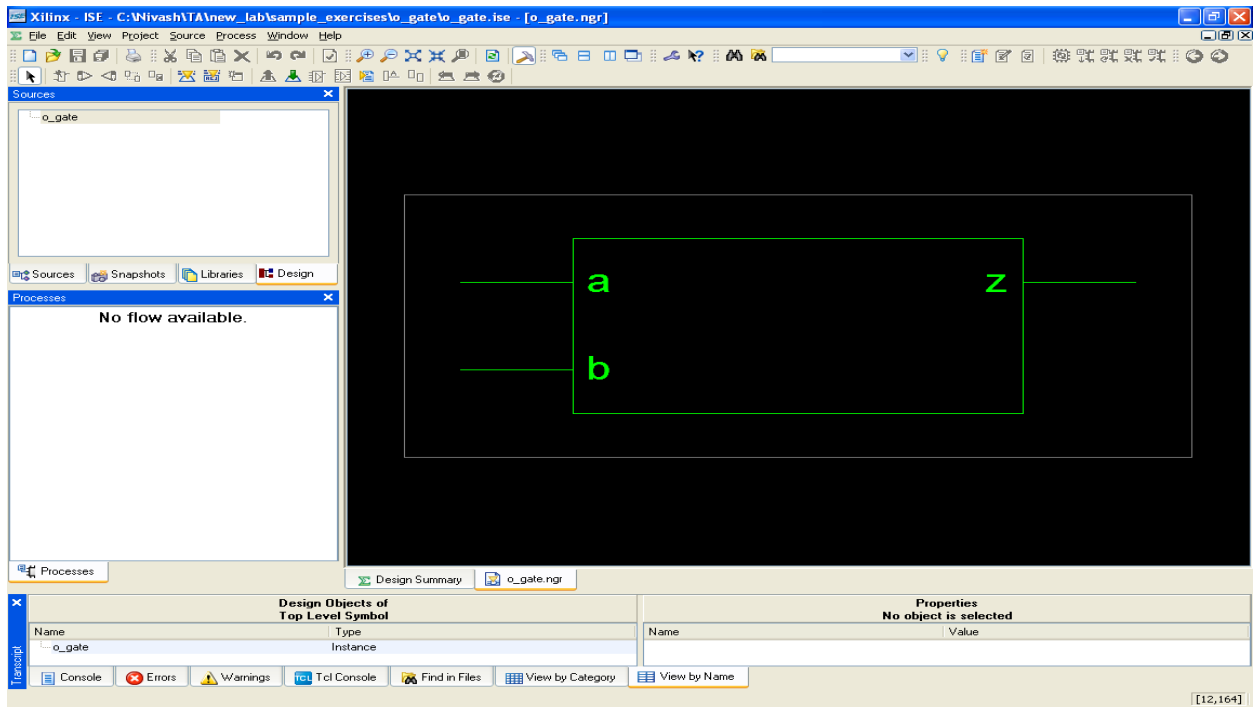 Xilinx - ISE - C:\Nivash\TA\new_lab\sample_exercises\o_gate\o_gate.ise - [o_gate.ngr]
File Edit View Project Source Process Window Help
Sources
o_gate
Sources Snapshots Libraries Design
Processes
No flow available.
Processes
a
z
b
Design Summary o_gate.ngr
Design Objects of
Top Level Symbol
Properties
No object is selected
Name Type
Name Value
o_gate Instance
Transcript
Console Errors Warnings TCL Tcl Console Find in Files View by Category View by Name
[12,164]